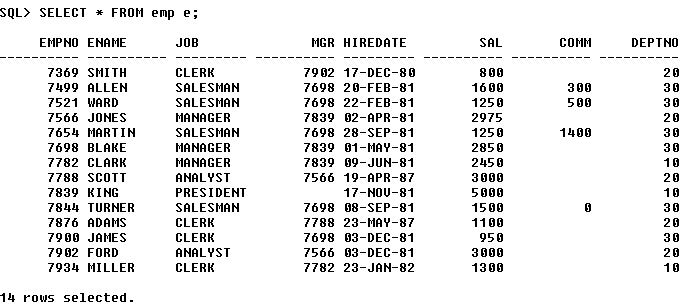 SQL> SELECT * FROM emp e;
     EMPNO ENAME      JOB              MGR HIREDATE         SAL       COMM     DEPTNO
---------- ---------- --------- ---------- --------- ---------- ---------- ----------
      7369 SMITH      CLERK           7902 17-DEC-80        800                    20
      7499 ALLEN      SALESMAN        7698 20-FEB-81       1600        300         30
      7521 WARD       SALESMAN        7698 22-FEB-81       1250        500         30
      7566 JONES      MANAGER         7839 02-APR-81       2975                    20
      7654 MARTIN     SALESMAN        7698 28-SEP-81       1250       1400         30
      7698 BLAKE      MANAGER         7839 01-MAY-81       2850                    30
      7782 CLARK      MANAGER         7839 09-JUN-81       2450                    10
      7788 SCOTT      ANALYST         7566 19-APR-87       3000                    20
      7839 KING       PRESIDENT            17-NOV-81       5000                    10
      7844 TURNER     SALESMAN        7698 08-SEP-81       1500          0         30
      7876 ADAMS      CLERK           7788 23-MAY-87       1100                    20
      7900 JAMES      CLERK           7698 03-DEC-81        950                    30
      7902 FORD       ANALYST         7566 03-DEC-81       3000                    20
      7934 MILLER     CLERK           7782 23-JAN-82       1300                    10
14 rows selected.